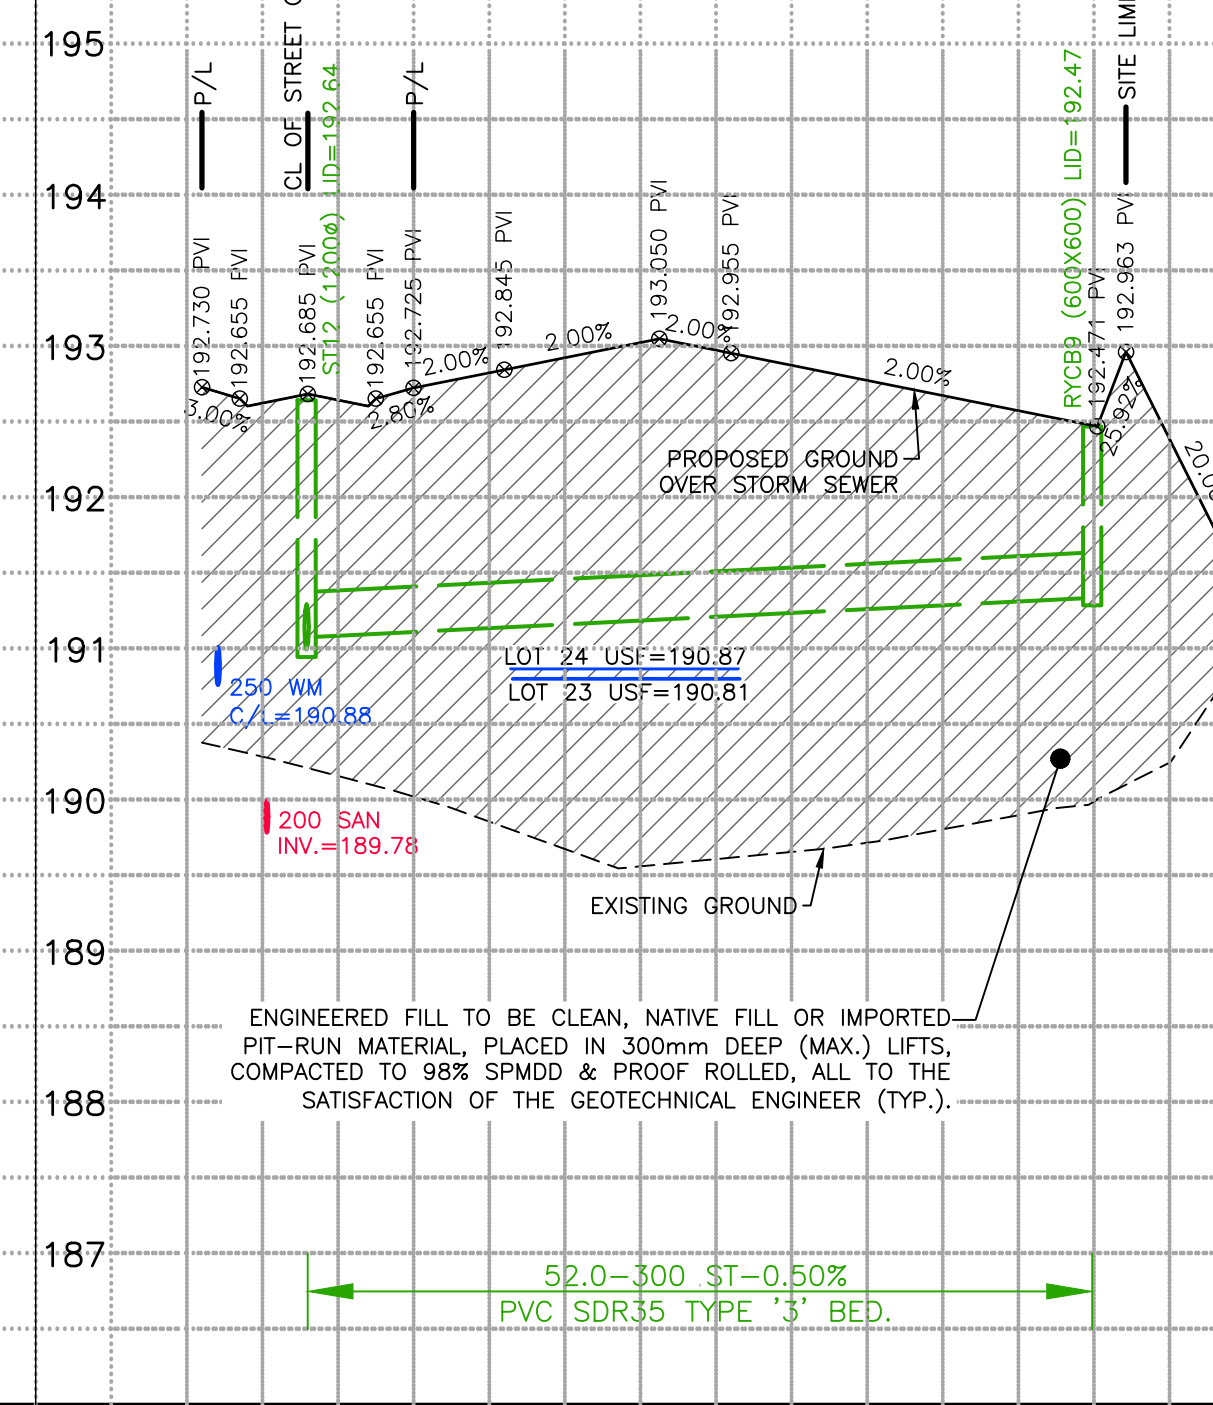 195
194
193
192
191
190
189
188
187
P/L
CL OF STREET
ST12 (1200ø) LID=192.64
P/L
RYCB9 (600X600) LID=192.47
SITE
192.730 PVI
192.655 PVI
192.685 PVI
192.655 PVI
192.725 PVI
192.845 PVI
193.050 PVI
192.955 PVI
192.471 PVI
192.963 PVI
3.00%
2.80%
2.00%
2.00%
2.00%
2.00%
25.92%
PROPOSED GROUND
OVER STORM SEWER
LOT 24 USF=190.87
LOT 23 USF=190.81
250 WM
C/L=190.88
200 SAN
INV.=189.78
EXISTING GROUND
ENGINEERED FILL TO BE CLEAN, NATIVE FILL OR IMPORTED
PIT-RUN MATERIAL, PLACED IN 300mm DEEP (MAX.) LIFTS,
COMPACTED TO 98% SPMDD & PROOF ROLLED, ALL TO THE
SATISFACTION OF THE GEOTECHNICAL ENGINEER (TYP.).
52.0-300 ST-0.50%
PVC SDR35 TYPE '3' BED.